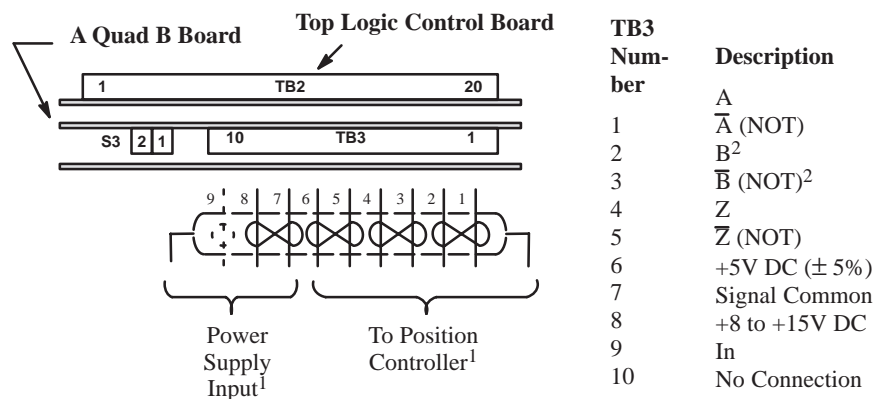 A Quad B Board
Top Logic Control Board
1 TB2 20
S3 2 1 10 TB3 1
9 8 7 6 5 4 3 2 1
Power
Supply
Input1
To Position
Controller1
TB3
Num-
ber
Description
A
1 A̅ (NOT)
2 B2
3 B̅ (NOT)2
4 Z
5 Z̅ (NOT)
6 +5V DC (± 5%)
7 Signal Common
8 +8 to +15V DC
9 In
10 No Connection